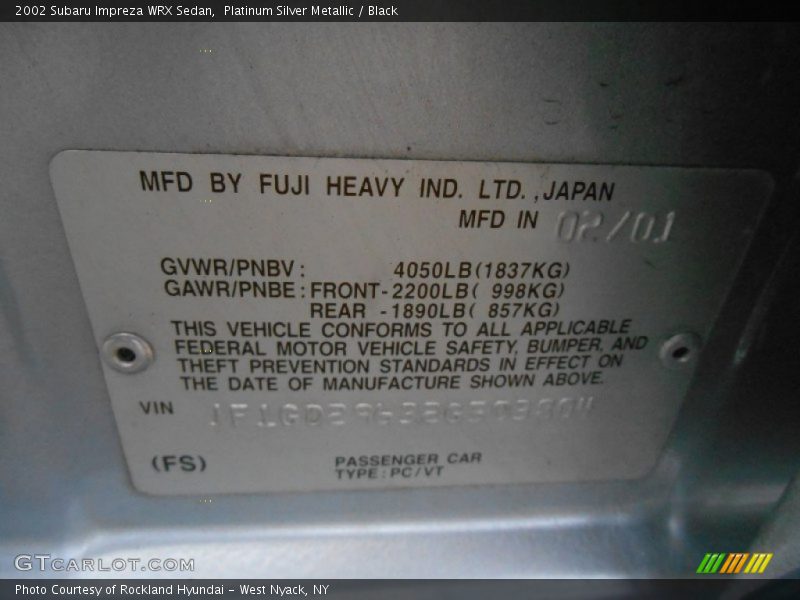 2002 Subaru Impreza WRX Sedan, Platinum Silver Metallic / Black
MFD BY FUJI HEAVY IND. LTD. ,JAPAN
MFD IN 02/01
GVWR/PNBV : 4050LB(1837KG)
GAWR/PNBE : FRONT-2200LB( 998KG)
REAR -1890LB( 857KG)
THIS VEHICLE CONFORMS TO ALL APPLICABLE
FEDERAL MOTOR VEHICLE SAFETY, BUMPER, AND
THEFT PREVENTION STANDARDS IN EFFECT ON
THE DATE OF MANUFACTURE SHOWN ABOVE.
VIN
(FS)
PASSENGER CAR
TYPE : PC/VT
GTCARLOT.COM
Photo Courtesy of Rockland Hyundai - West Nyack, NY